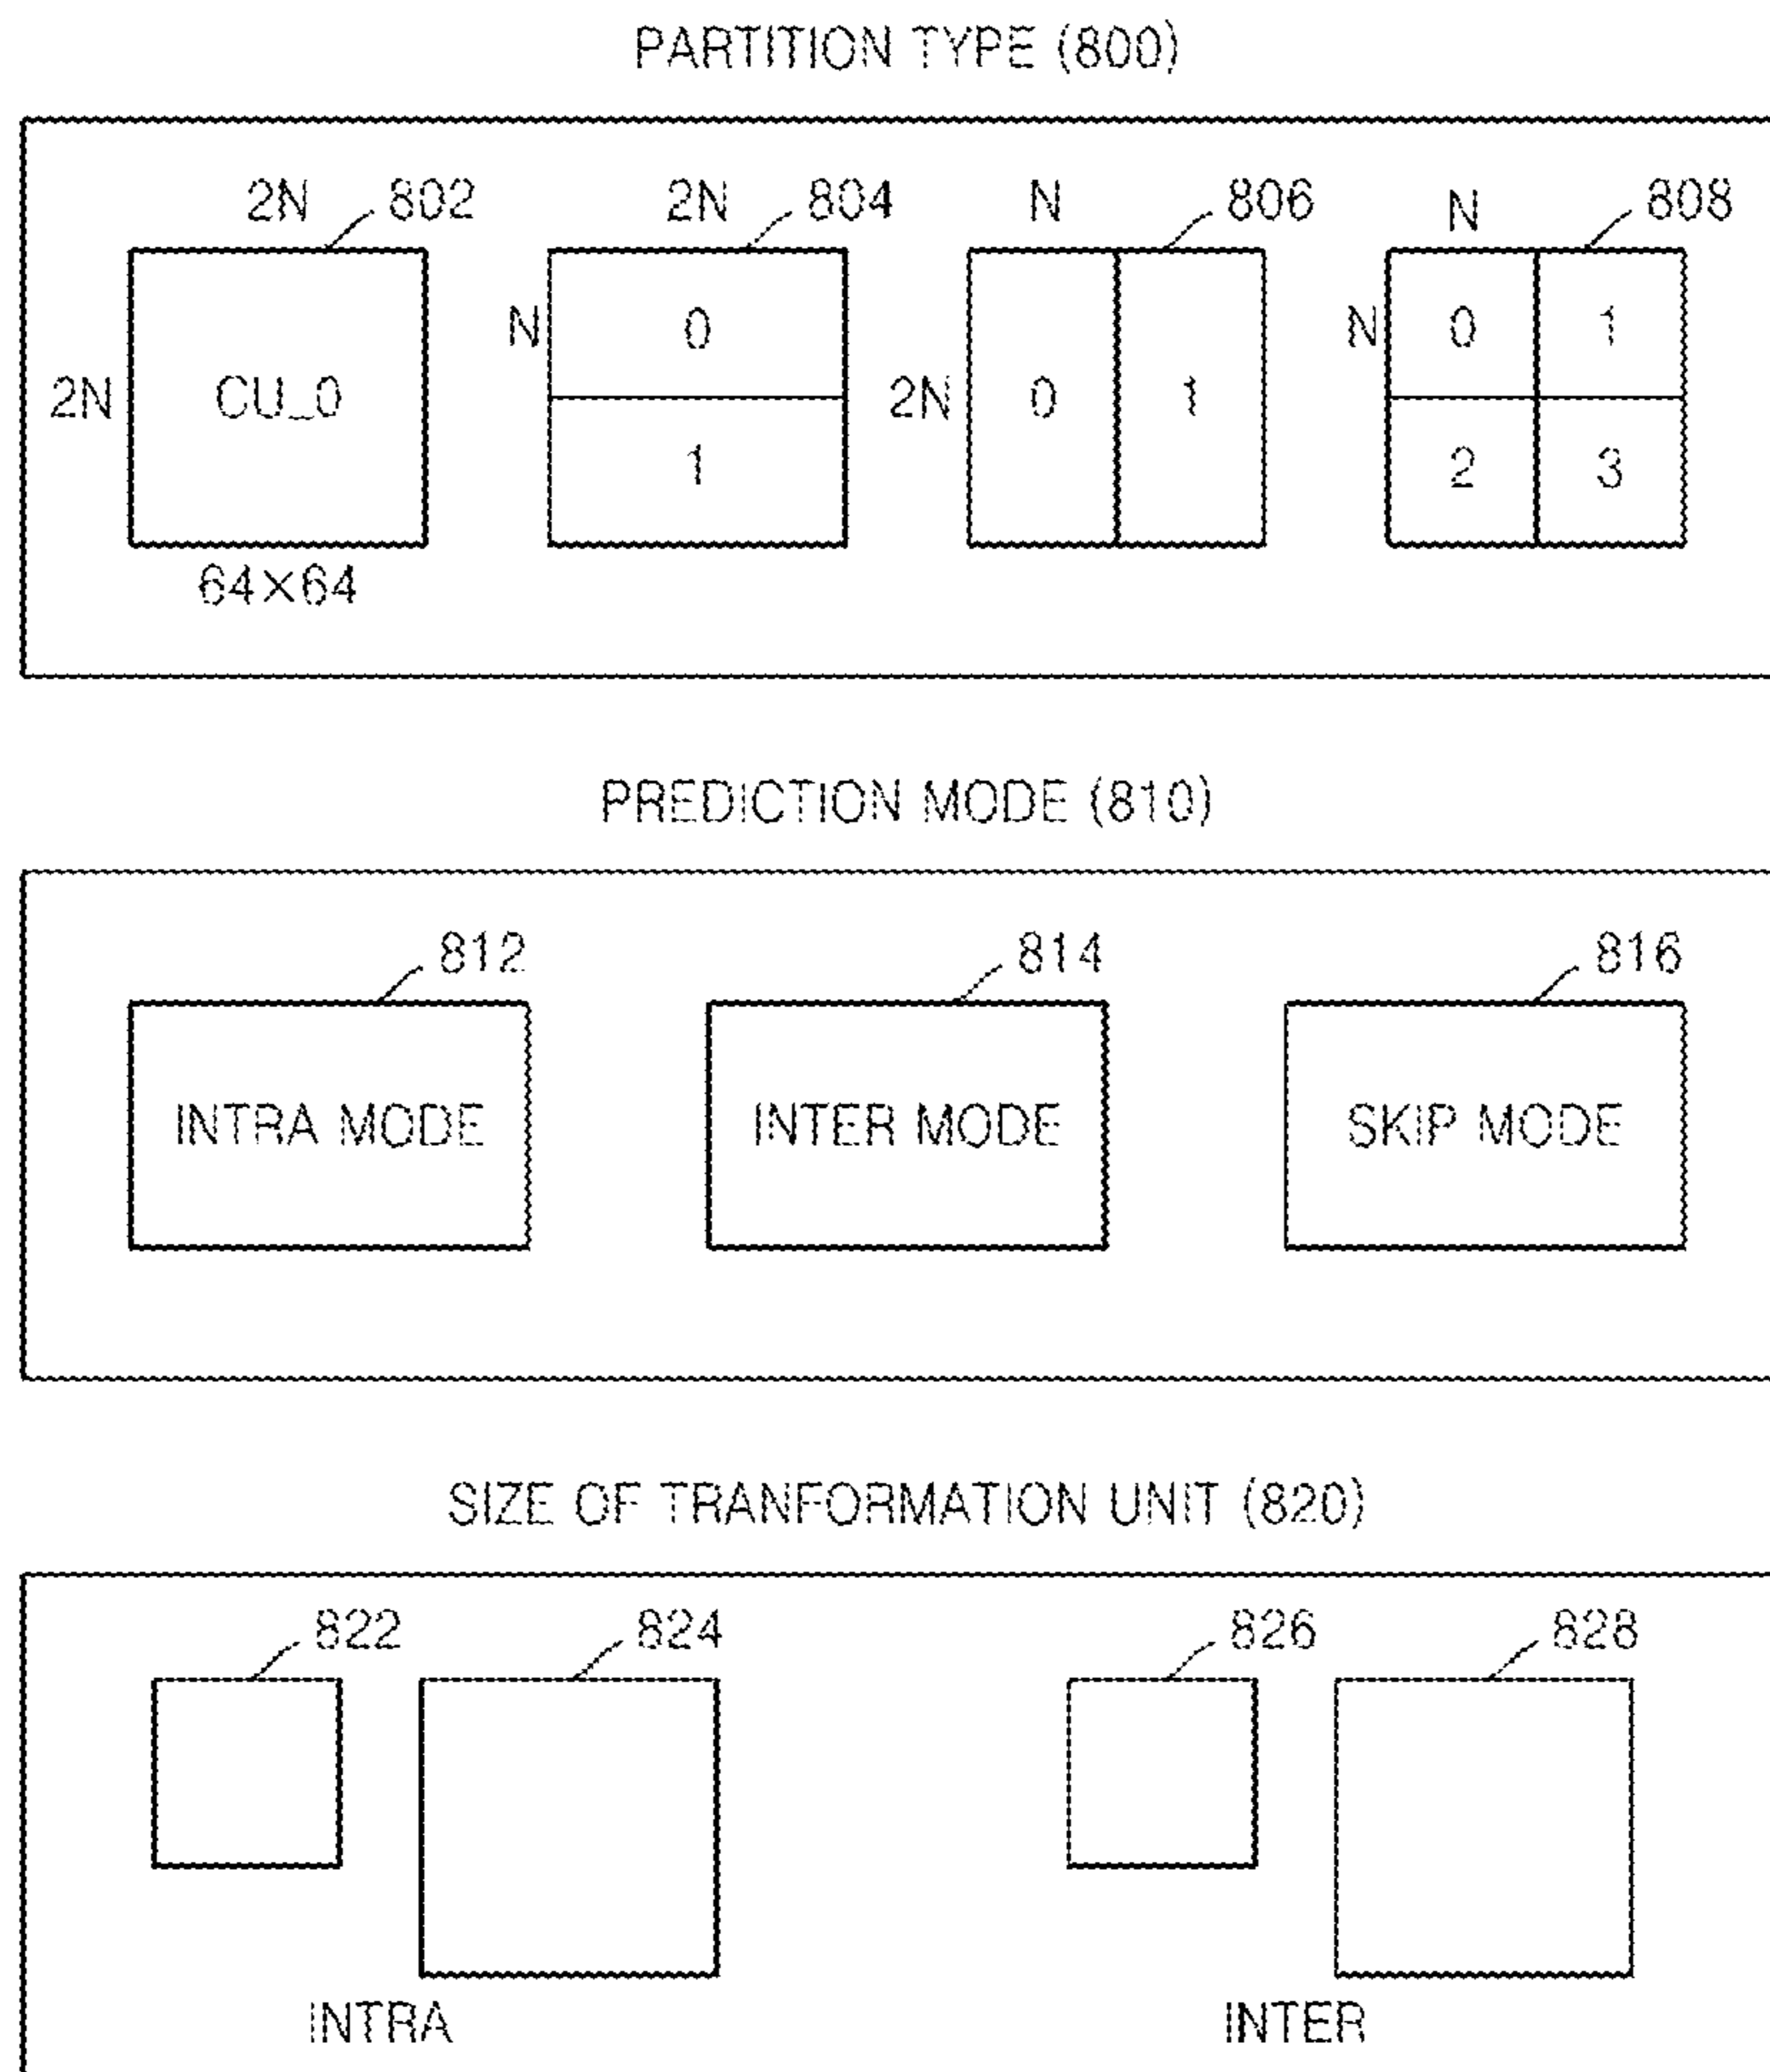 PARTITION TYPE (800)
2N 802 2N 804 N 806 N 808
N 0 N 0 1
2N CU_0 2N 0 1
1 2 3
64×64
PREDICTION MODE (810)
812 814 816
INTRA MODE INTER MODE SKIP MODE
SIZE OF TRANFORMATION UNIT (820)
822 824 826 828
INTRA INTER